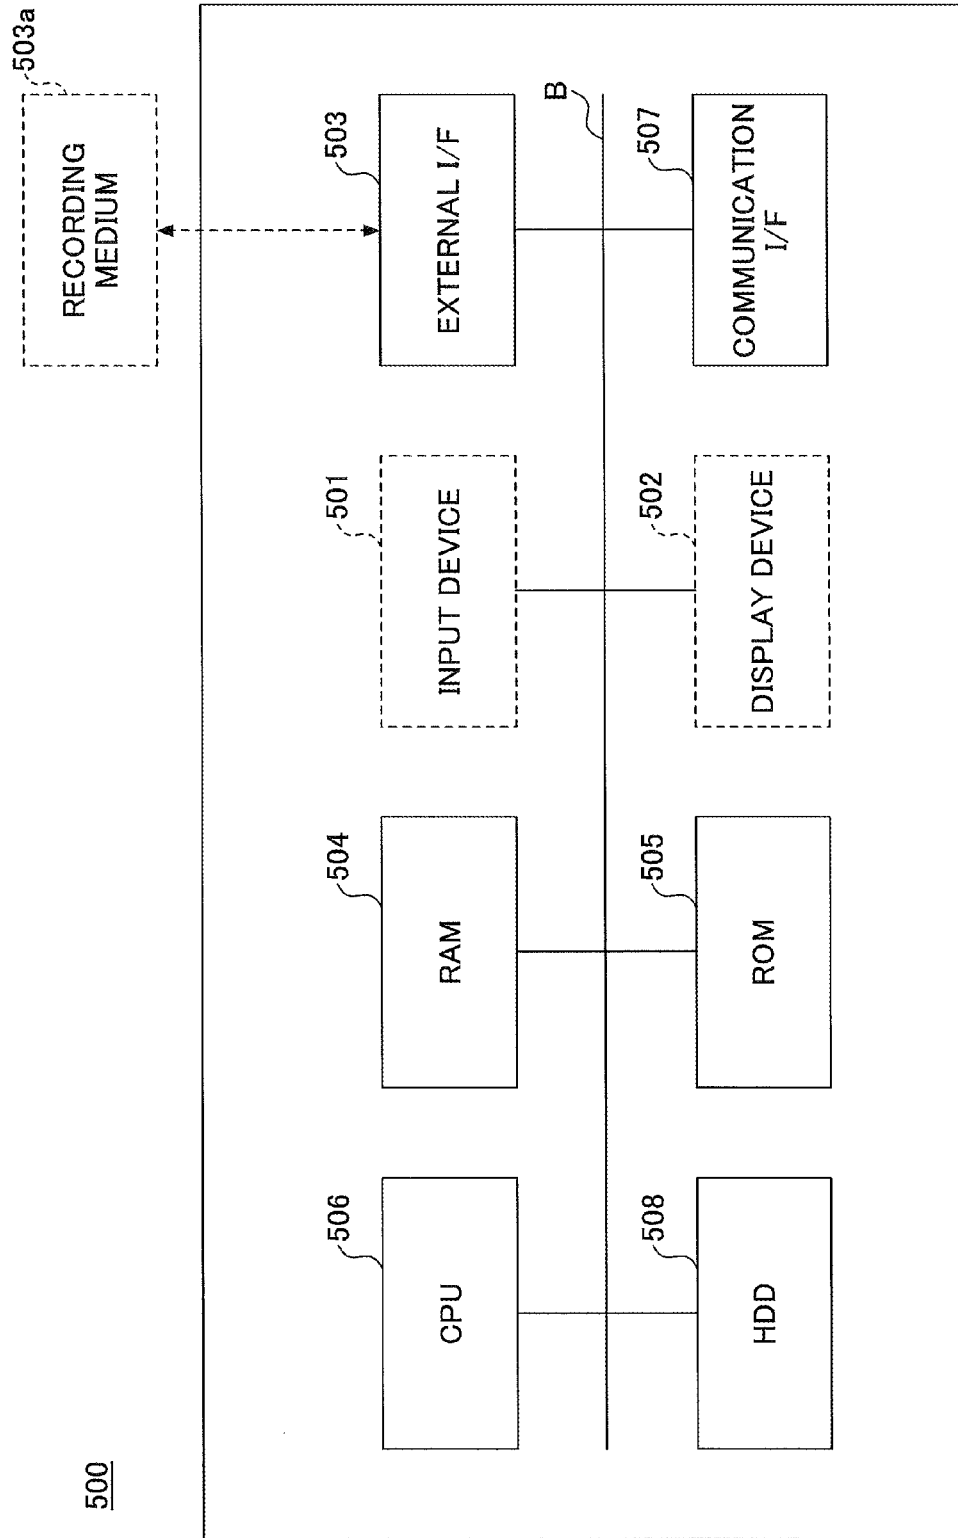 500
503a
RECORDING
MEDIUM
506
CPU
504
RAM
501
INPUT DEVICE
503
EXTERNAL I/F
B
508
HDD
505
ROM
502
DISPLAY DEVICE
507
COMMUNICATION
I/F